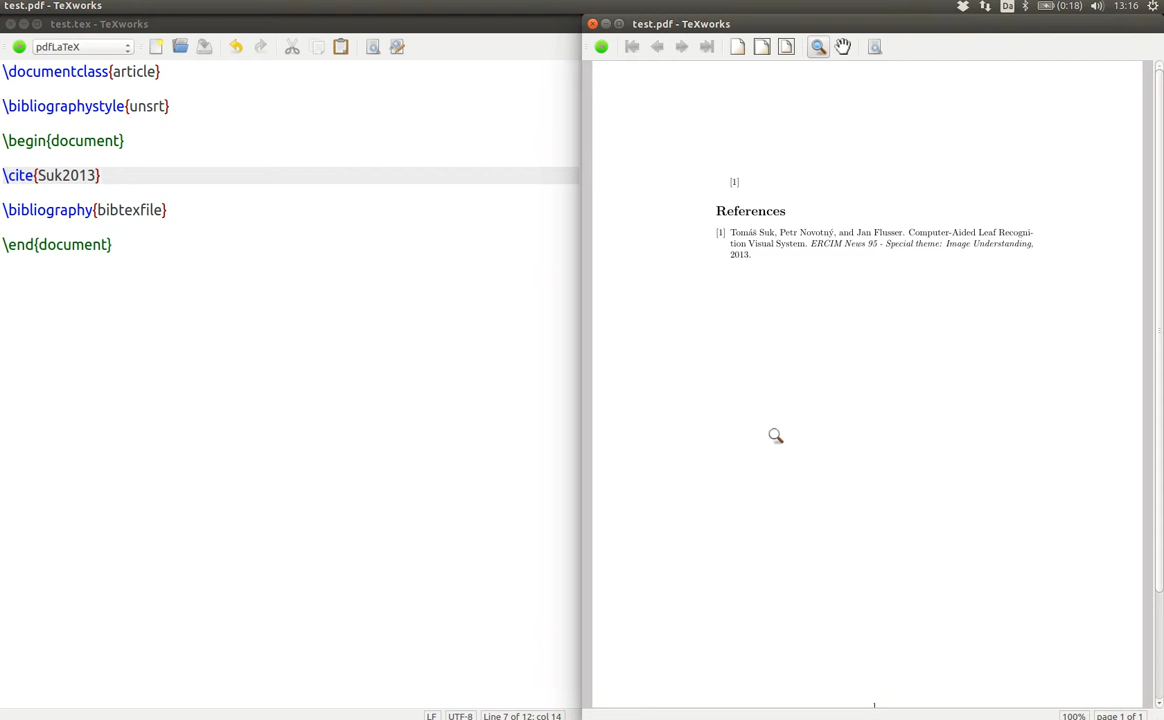 test.pdf - TeXworks
Da
(0:18)
13:16
test.tex - TeXworks
pdfLaTeX
\documentclass{article}
\bibliographystyle{unsrt}
\begin{document}
\cite{Suk2013}
\bibliography{bibtexfile}
\end{document}
LF
UTF-8
Line 7 of 12; col 14
test.pdf - TeXworks
[1]
References
[1] Tomáš Suk, Petr Novotný, and Jan Flusser. Computer-Aided Leaf Recogni-
tion Visual System. ERCIM News 95 - Special theme: Image Understanding,
2013.
1
100%
page 1 of 1